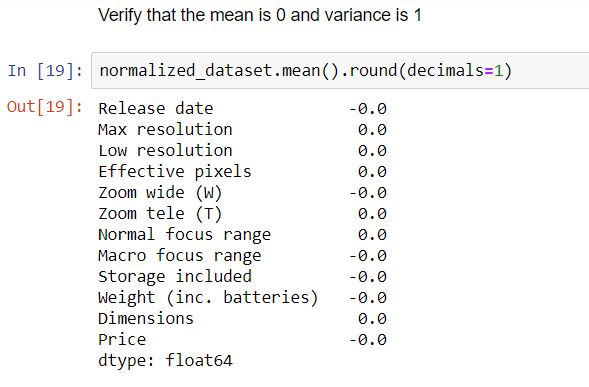 Verify that the mean is 0 and variance is 1
In [19]: normalized_dataset.mean().round(decimals=1)
Out[19]: Release date -0.0
Max resolution 0.0
Low resolution 0.0
Effective pixels 0.0
Zoom wide (W) -0.0
Zoom tele (T) 0.0
Normal focus range 0.0
Macro focus range -0.0
Storage included -0.0
Weight (inc. batteries) -0.0
Dimensions 0.0
Price -0.0
dtype: float64